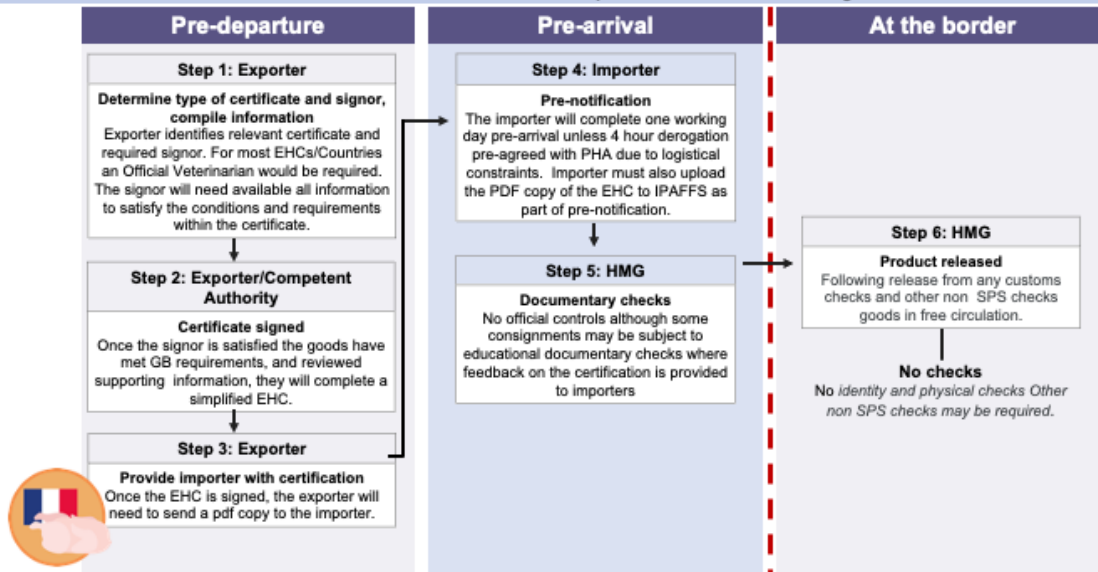 Pre-departure
Step 1: Exporter
Determine type of certificate and signor,
compile information
Exporter identifies relevant certificate and
required signor. For most EHCs/Countries
an Official Veterinarian would be required.
The signor will need available all information
to satisfy the conditions and requirements
within the certificate.
Step 2: Exporter/Competent
Authority
Certificate signed
Once the signor is satisfied the goods have
met GB requirements, and reviewed
supporting information, they will complete a
simplified EHC.
Step 3: Exporter
Provide importer with certification
Once the EHC is signed, the exporter will
need to send a pdf copy to the importer.
Pre-arrival
Step 4: Importer
Pre-notification
The importer will complete one working
day pre-arrival unless 4 hour derogation
pre-agreed with PHA due to logistical
constraints. Importer must also upload
the PDF copy of the EHC to IPAFFS as
part of pre-notification.
Step 5: HMG
Documentary checks
No official controls although some
consignments may be subject to
educational documentary checks where
feedback on the certification is provided
to importers
At the border
Step 6: HMG
Product released
Following release from any customs
checks and other non SPS checks
goods in free circulation.
No checks
No identity and physical checks Other
non SPS checks may be required.